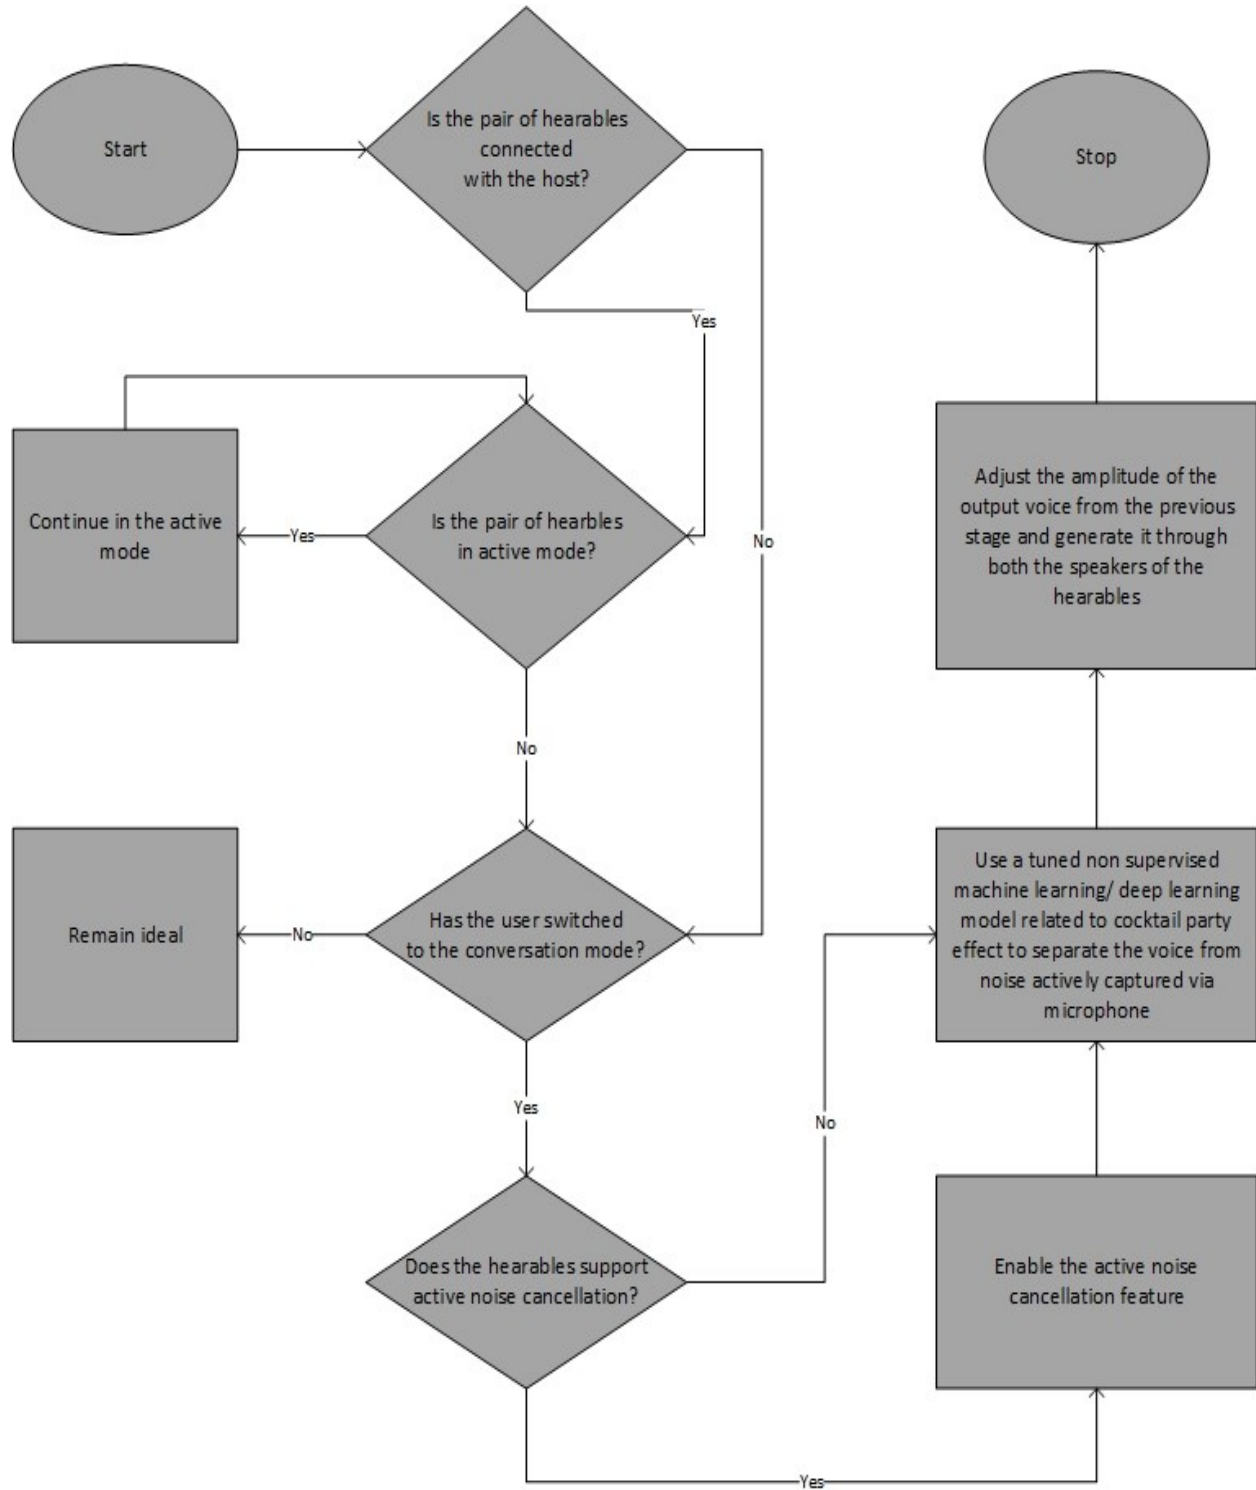 Start
Is the pair of hearables
connected
with the host?
Stop
Yes
No
Continue in the active
mode
Yes
Is the pair of hearbles
in active mode?
Adjust the amplitude of the
output voice from the previous
stage and generate it through
both the speakers of the
hearables
No
Remain ideal
No
Has the user switched
to the conversation mode?
Use a tuned non supervised
machine learning/ deep learning
model related to cocktail party
effect to separate the voice from
noise actively captured via
microphone
Yes
No
Does the hearables support
active noise cancellation?
Enable the active noise
cancellation feature
Yes